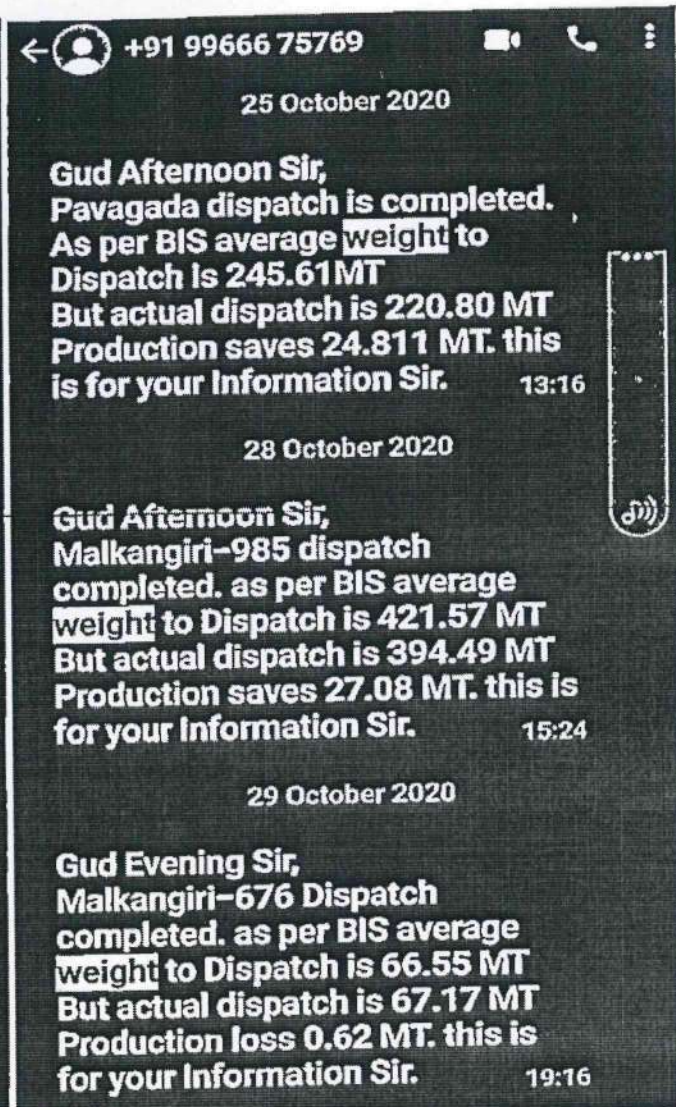 +91 99666 75769
25 October 2020
Gud Afternoon Sir,
Pavagada dispatch is completed.
As per BIS average weight to
Dispatch is 245.61MT
But actual dispatch is 220.80 MT
Production saves 24.811 MT. this
is for your Information Sir.
13:16
28 October 2020
Gud Afternoon Sir,
Malkangiri-985 dispatch
completed. as per BIS average
weight to Dispatch is 421.57 MT
But actual dispatch is 394.49 MT
Production saves 27.08 MT. this is
for your Information Sir.
15:24
29 October 2020
Gud Evening Sir,
Malkangiri-676 Dispatch
completed. as per BIS average
weight to Dispatch is 66.55 MT
But actual dispatch is 67.17 MT
Production loss 0.62 MT. this is
for your Information Sir.
19:16